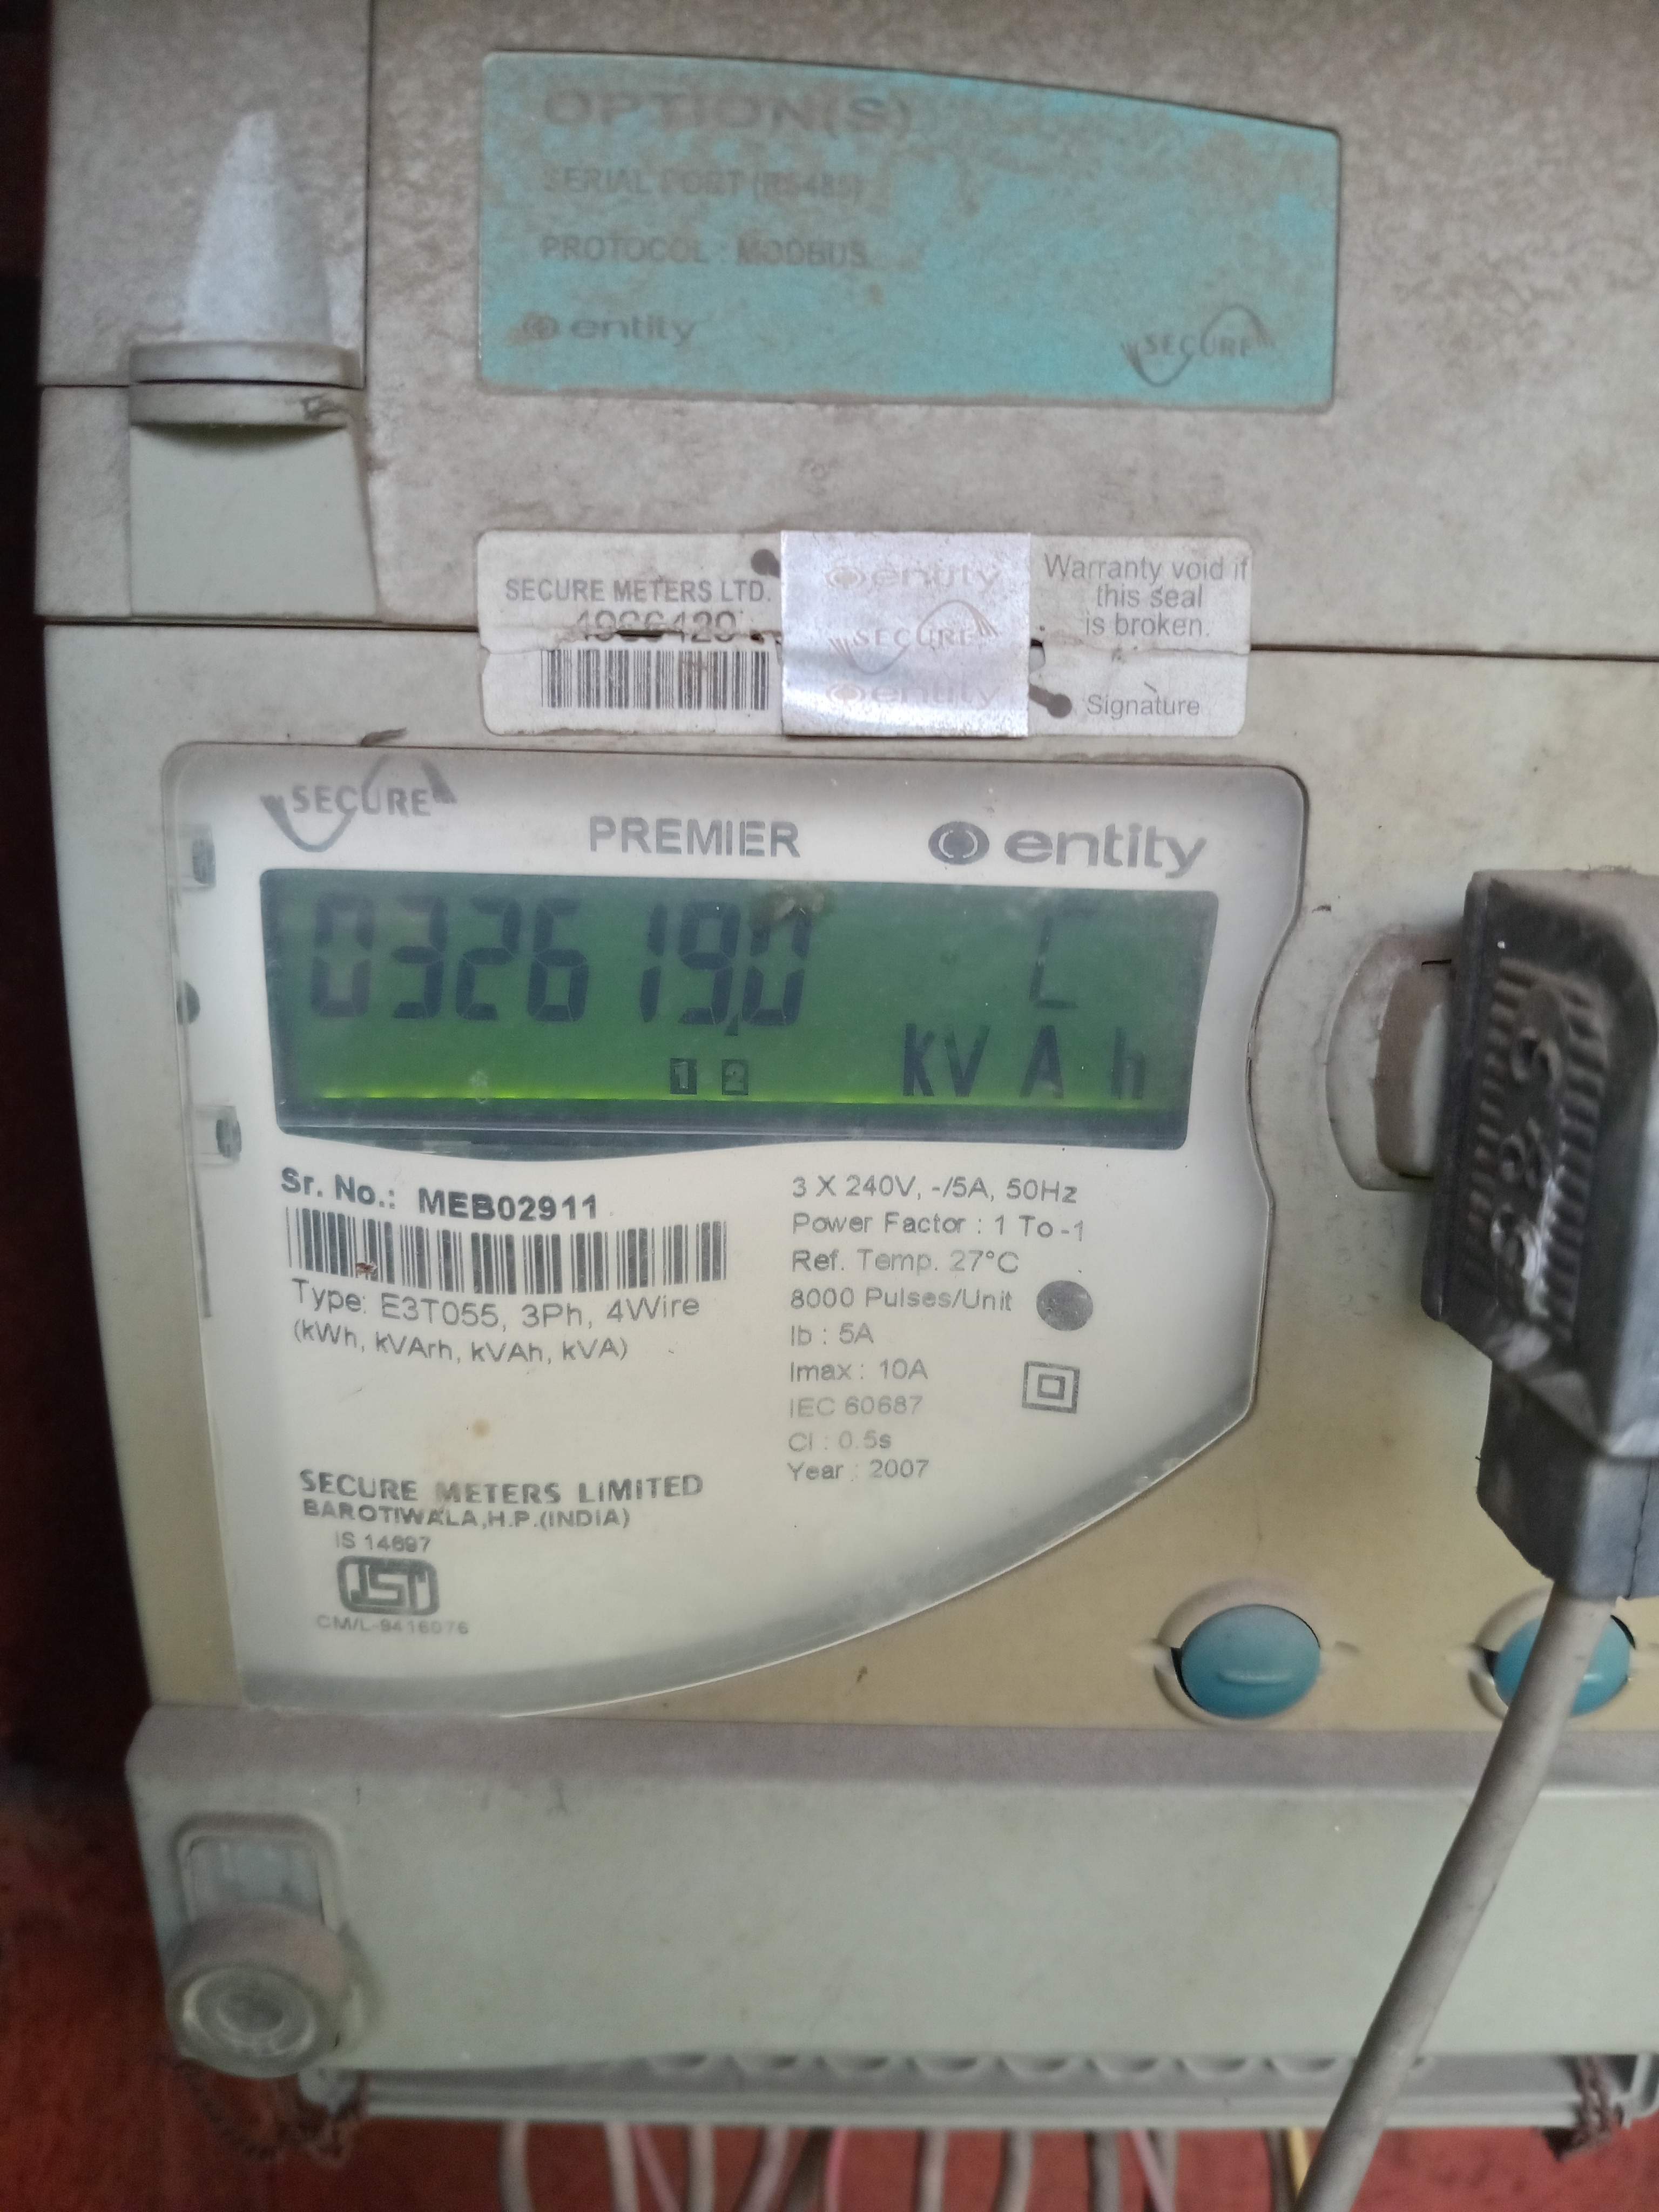 OPTION(S)
SERIAL PORT (RS485)
PROTOCOL : MODBUS
entity
SECURE
SECURE METERS LTD.
entity
SECURE
entity
Warranty void if
this seal
is broken.
Signature
SECURE
PREMIER
entity
032619.0 C
KVAh
1 2
Sr. No.: MEB02911
Type: E3T055, 3Ph, 4Wire
(kWh, kVArh, kVAh, kVA)
3 X 240V, -/5A, 50Hz
Power Factor : 1 To -1
Ref. Temp. 27°C
8000 Pulses/Unit
Ib : 5A
Imax : 10A
IEC 60687
Cl : 0.5s
Year : 2007
SECURE METERS LIMITED
BAROTIWALA,H.P.(INDIA)
IS 14697
ISI
CM/L-9416076